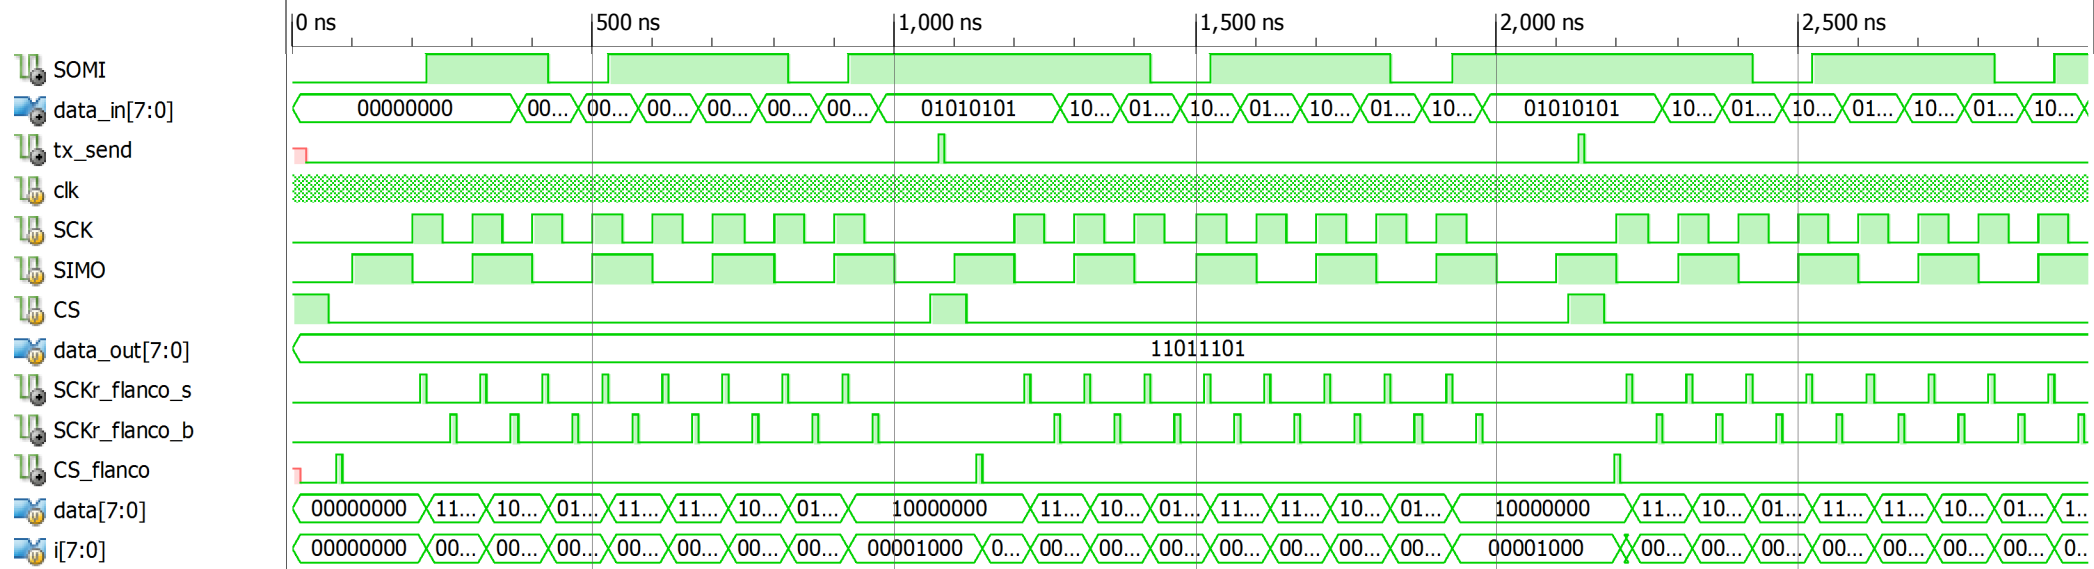 0 ns 500 ns 1,000 ns 1,500 ns 2,000 ns 2,500 ns
SOMI
data_in[7:0] 00000000 00... 00... 00... 00... 00... 00... 01010101 10... 01... 10... 01... 10... 01... 10... 01010101 10... 01... 10... 01... 10... 01... 10...
tx_send
clk
SCK
SIMO
CS
data_out[7:0] 11011101
SCKr_flanco_s
SCKr_flanco_b
CS_flanco
data[7:0] 00000000 11... 10... 01... 11... 11... 10... 01... 10000000 11... 10... 01... 11... 11... 10... 01... 10000000 11... 10... 01... 11... 11... 10... 01... 1..
i[7:0] 00000000 00... 00... 00... 00... 00... 00... 00... 00001000 0... 00... 00... 00... 00... 00... 00... 00... 00001000 00... 00... 00... 00... 00... 00... 00... 0..